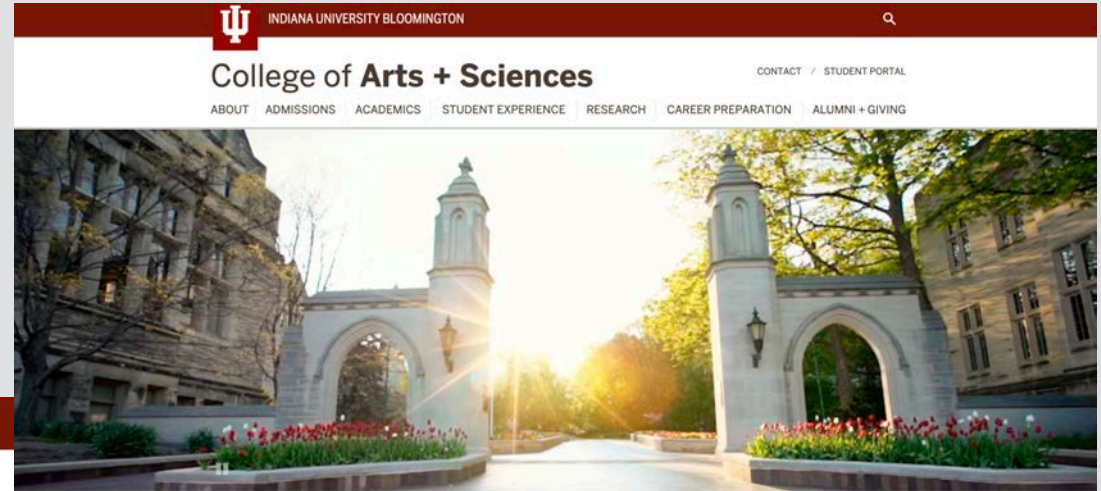 INDIANA UNIVERSITY BLOOMINGTON
College of Arts + Sciences
CONTACT / STUDENT PORTAL
ABOUT ADMISSIONS ACADEMICS STUDENT EXPERIENCE RESEARCH CAREER PREPARATION ALUMNI + GIVING